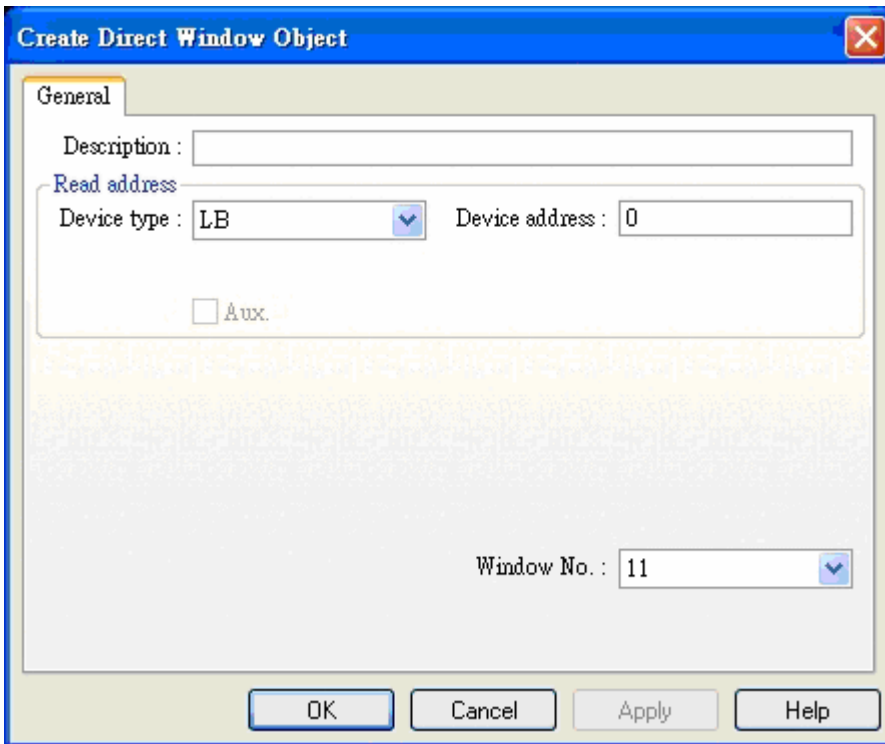 Create Direct Window Object
General
Description :
Read address
Device type : LB Device address : 0
Aux.
Window No. : 11
OK Cancel Apply Help